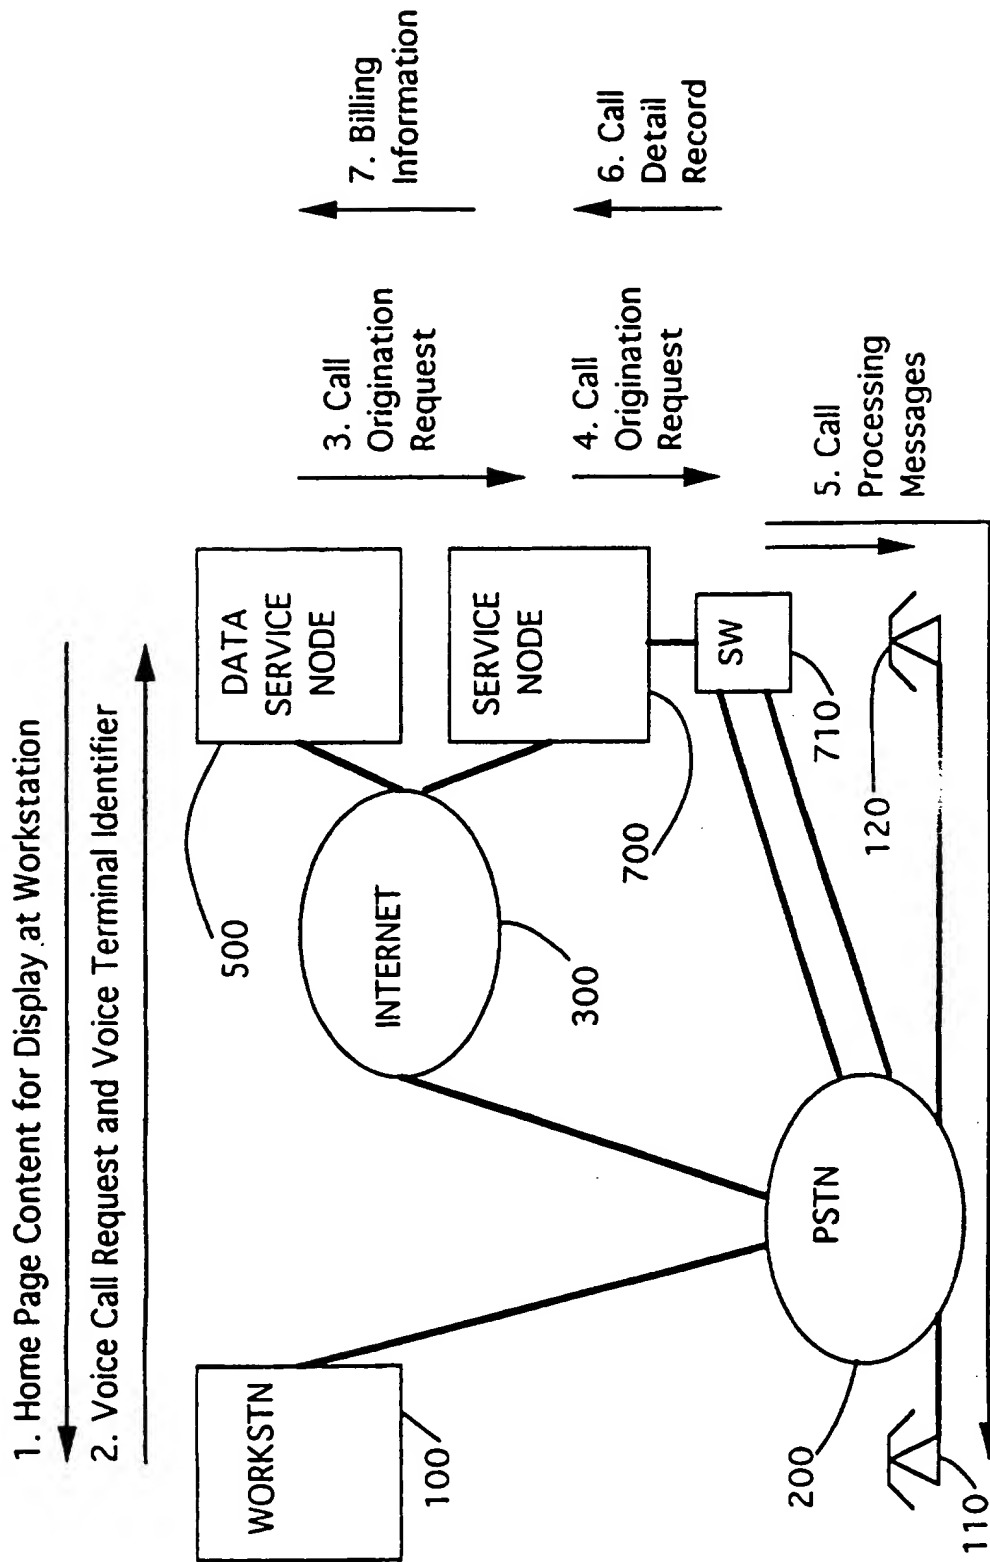 1. Home Page Content for Display at Workstation
2. Voice Call Request and Voice Terminal Identifier
WORKSTN
100
500
DATA
SERVICE
NODE
3. Call
Origination
Request
7. Billing
Information
INTERNET
300
SERVICE
NODE
700
4. Call
Origination
Request
6. Call
Detail
Record
SW
710
PSTN
200
5. Call
Processing
Messages
110
120